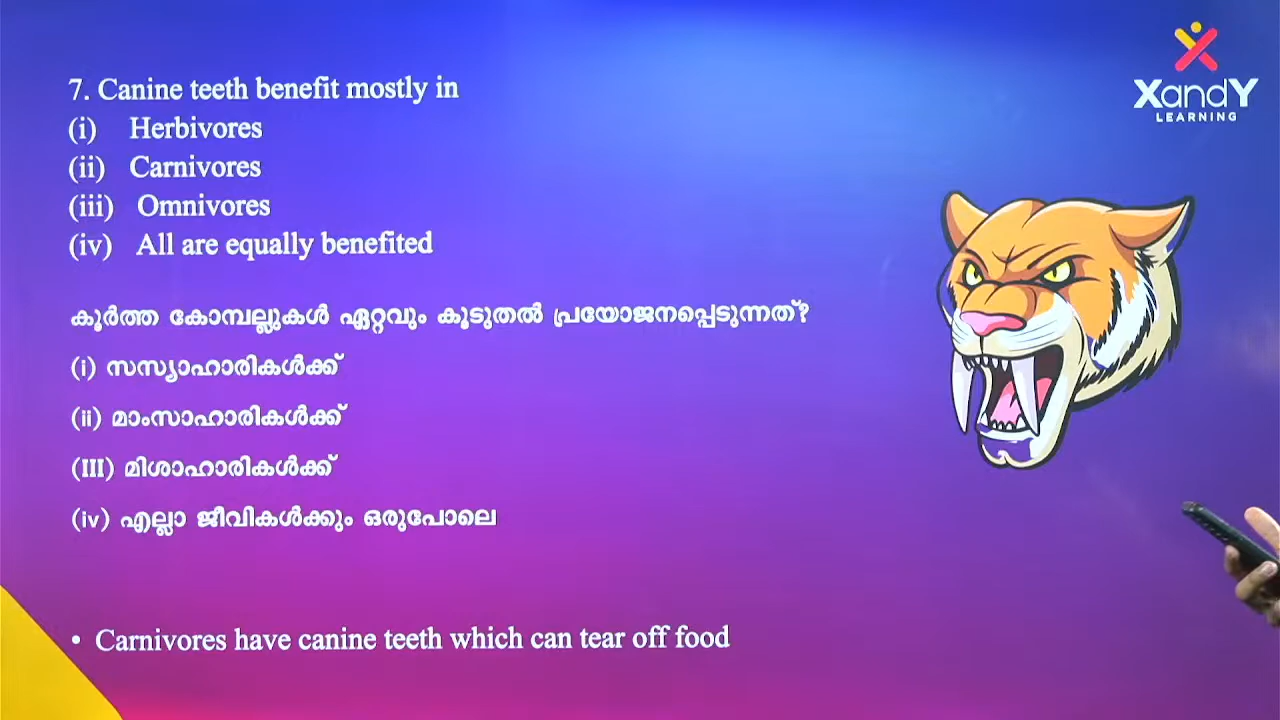 XandY
LEARNING
7. Canine teeth benefit mostly in
(i) Herbivores
(ii) Carnivores
(iii) Omnivores
(iv) All are equally benefited
കൂർത്ത കോമ്പല്ലുകൾ ഏറ്റവും കൂടുതൽ പ്രയോജനപ്പെടുന്നത്?
(i) സസ്യാഹാരികൾക്ക്
(ii) മാംസാഹാരികൾക്ക്
(III) മിശാഹാരികൾക്ക്
(iv) എല്ലാ ജീവികൾക്കും ഒരുപോലെ
• Carnivores have canine teeth which can tear off food